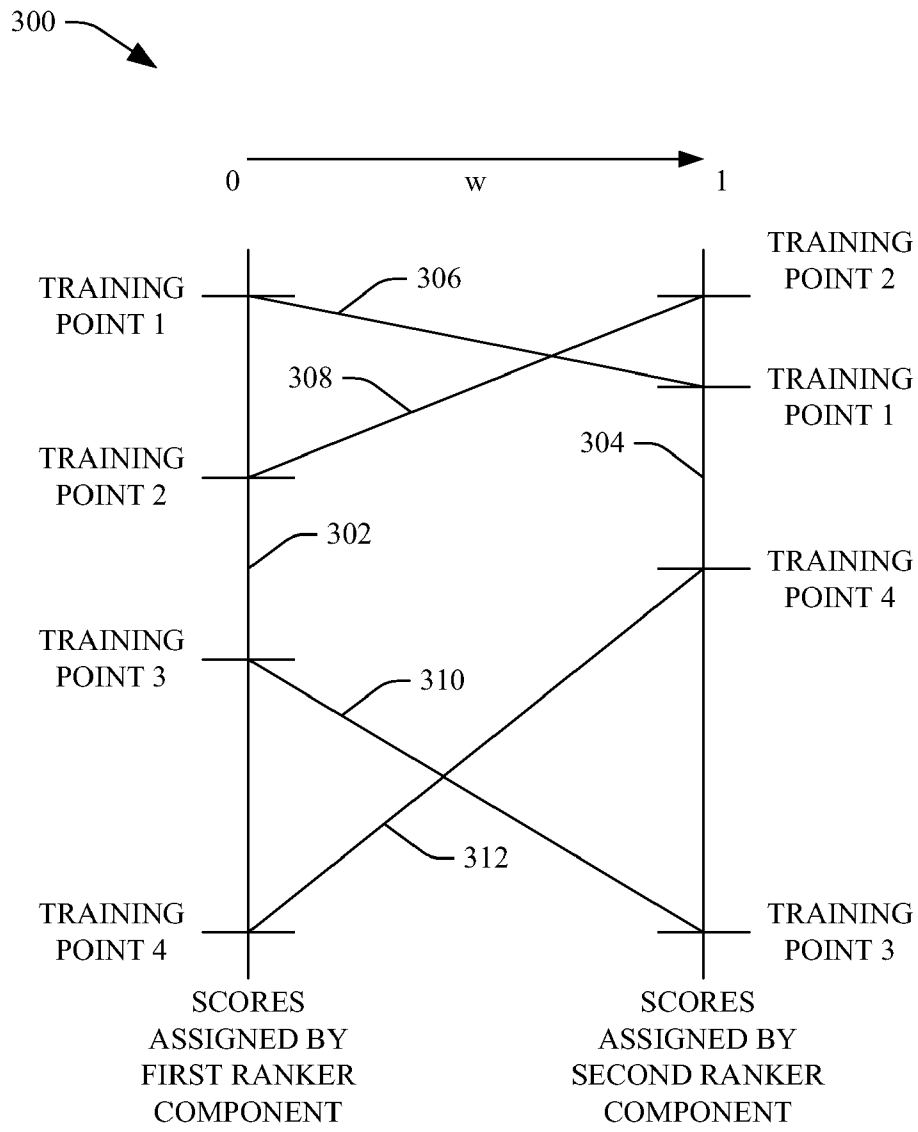 300
0
w
1
TRAINING
POINT 1
306
TRAINING
POINT 2
308
TRAINING
POINT 1
TRAINING
POINT 2
304
302
TRAINING
POINT 4
TRAINING
POINT 3
310
312
TRAINING
POINT 4
TRAINING
POINT 3
SCORES
ASSIGNED BY
FIRST RANKER
COMPONENT
SCORES
ASSIGNED BY
SECOND RANKER
COMPONENT